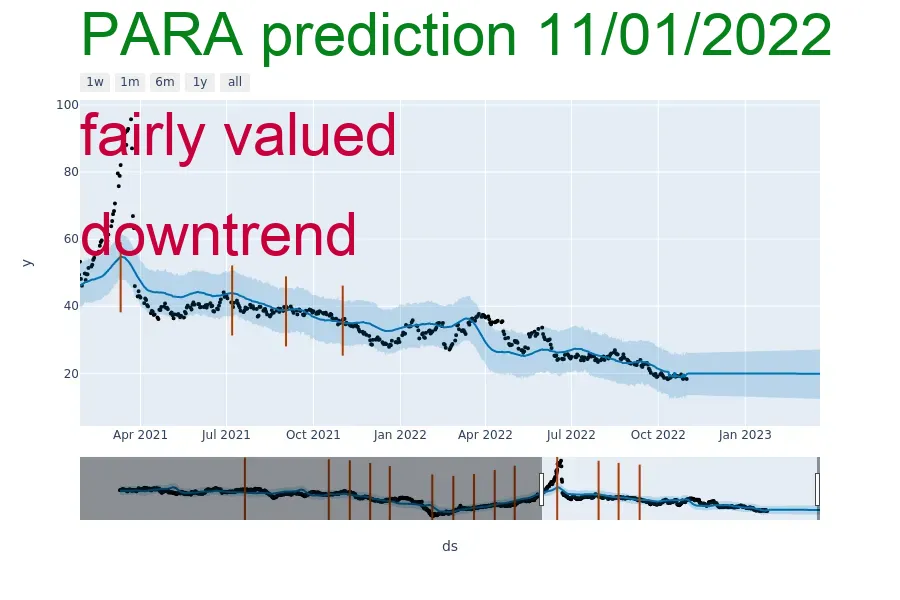 PARA prediction 11/01/2022
1w 1m 6m 1y all
100
fairly valued
80
downtrend
60
y
40
20
Apr 2021 Jul 2021 Oct 2021 Jan 2022 Apr 2022 Jul 2022 Oct 2022 Jan 2023
ds